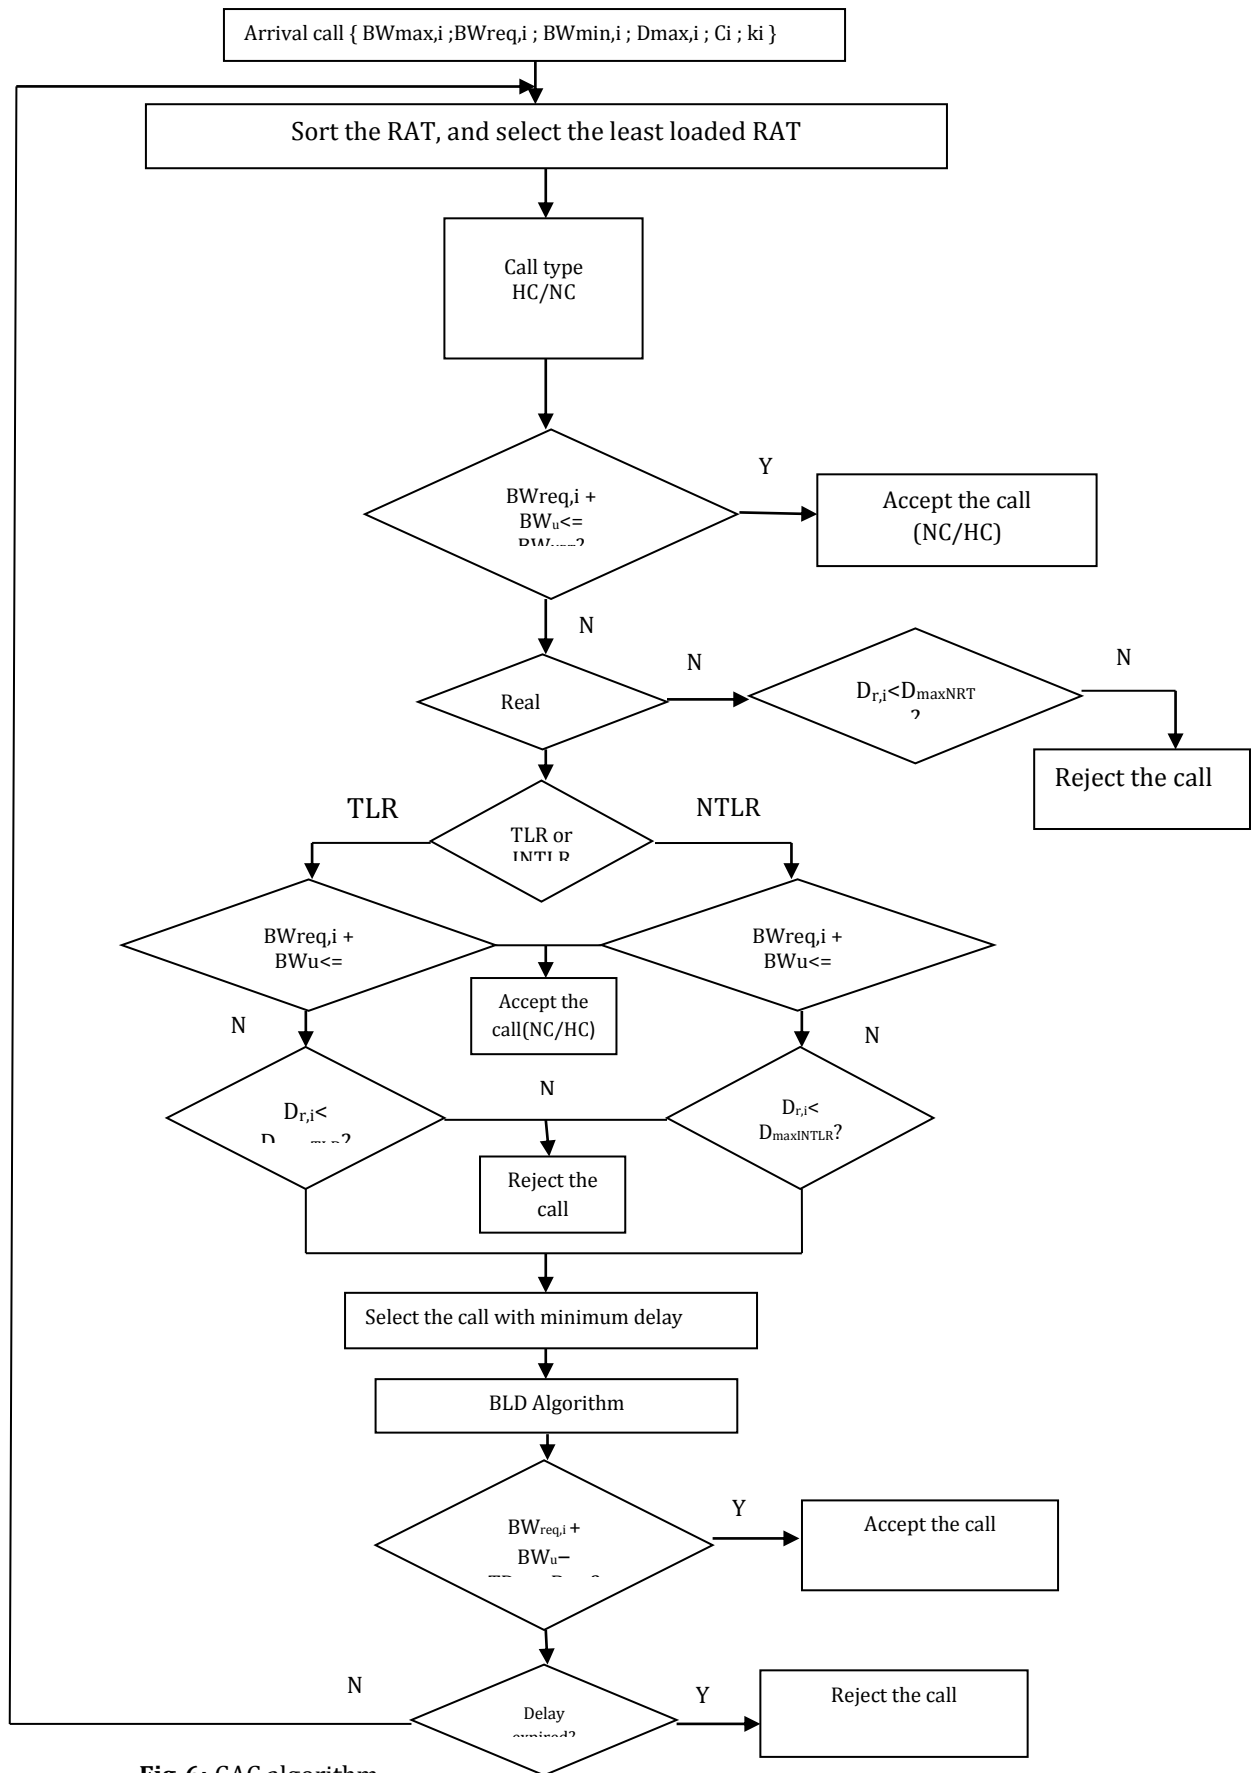 Arrival call { BWmax,i ;BWreq,i ; BWmin,i ; Dmax,i ; Ci ; ki }
Sort the RAT, and select the least loaded RAT
Call type
HC/NC
BWreq,i +
BWu<=
Y
Accept the call
(NC/HC)
N
Real
N
Dr,i<DmaxNRT
?
N
Reject the call
TLR
NTLR
TLR or
INTLR
BWreq,i +
BWu<=
BWreq,i +
BWu<=
Accept the
call(NC/HC)
N
N
N
Dr,i<
Dr,i<
DmaxINTLR?
Reject the
call
Select the call with minimum delay
BLD Algorithm
BWreq,i +
BWu–
Y
Accept the call
N
Delay
expired?
Y
Reject the call
Fig 6: CAC algorithm